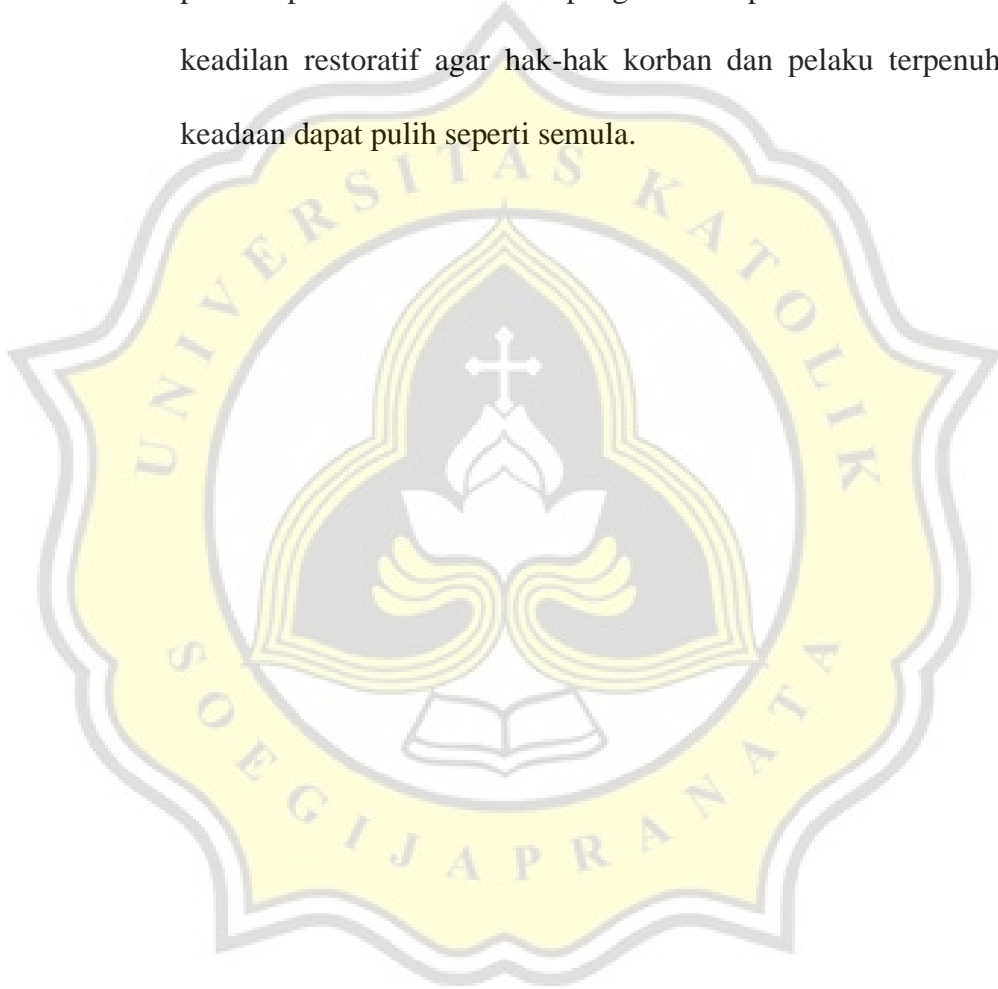 keadilan restoratif agar hak-hak korban dan pelaku terpenuh
keadaan dapat pulih seperti semula.
UNIVERSITAS KATOLIK
SOEGIJAPRANATA